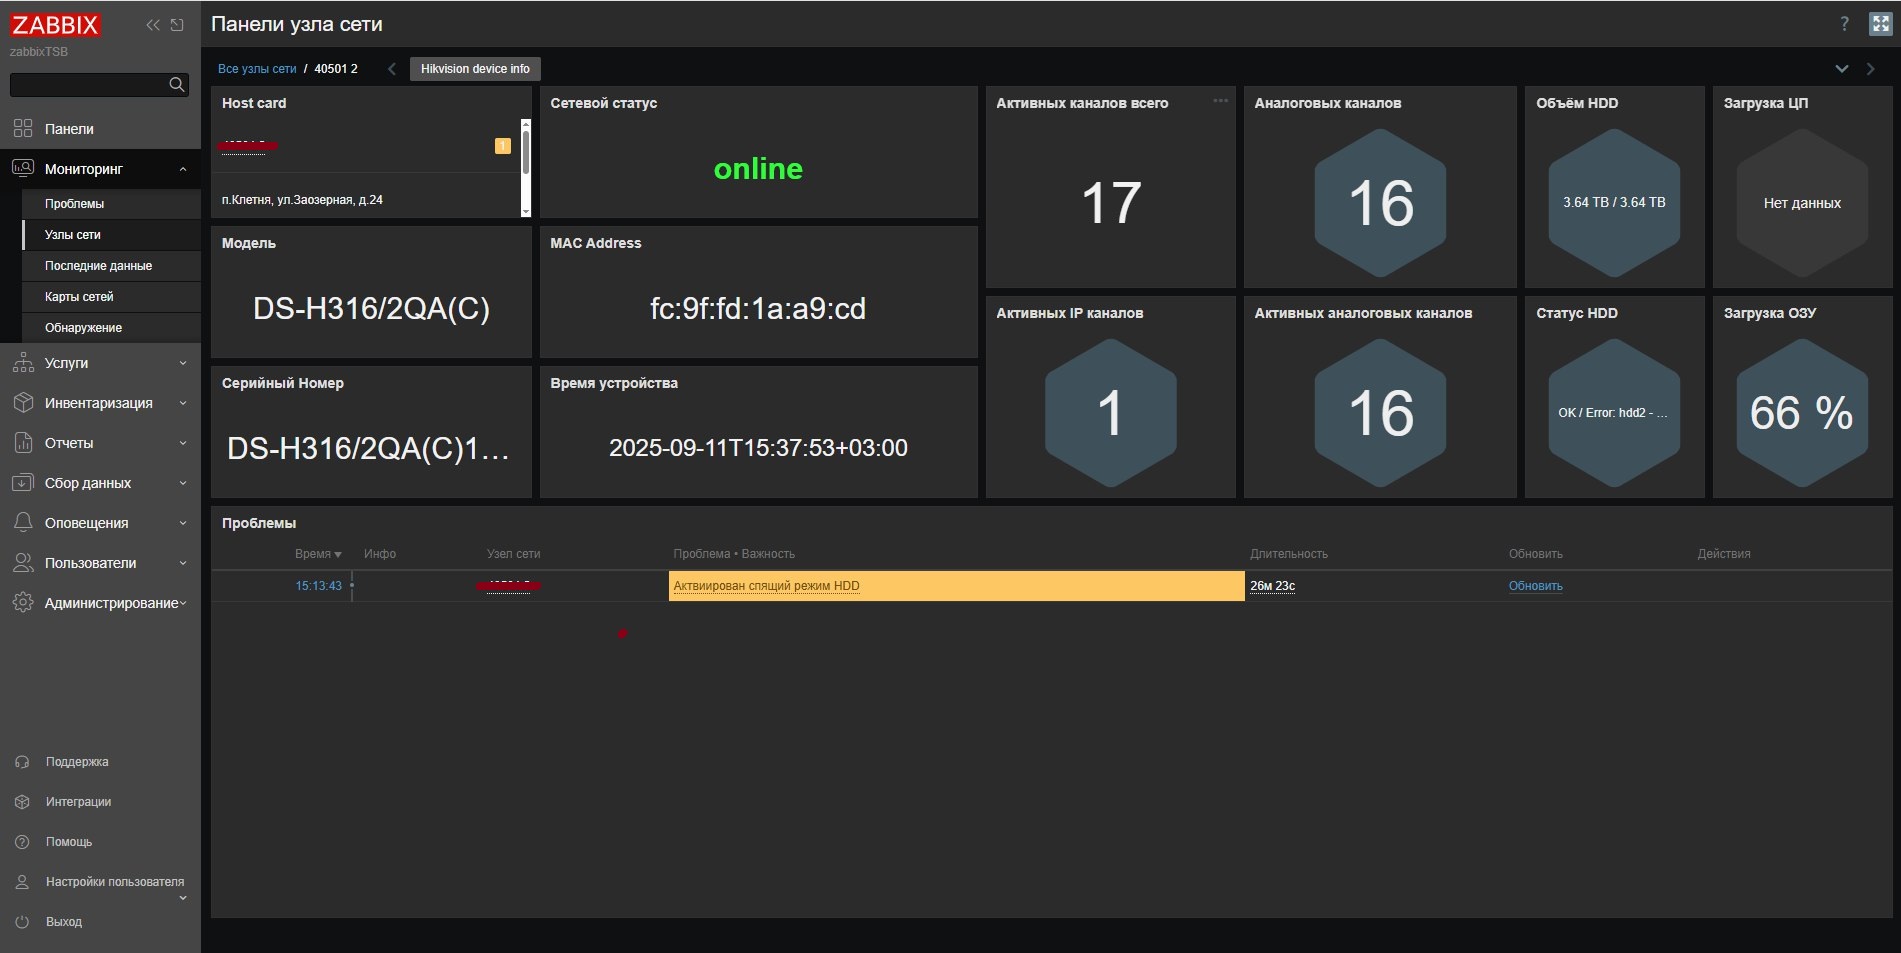 ZABBIX
zabbixTSB
Панели
Мониторинг
Проблемы
Узлы сети
Последние данные
Карты сетей
Обнаружение
Услуги
Инвентаризация
Отчеты
Сбор данных
Оповещения
Пользователи
Администрирование
Поддержка
Интеграции
Помощь
Настройки пользователя
Выход
Панели узла сети
?
Все узлы сети / 40501 2
Hikvision device info
Host card
1
п.Клетня, ул.Заозерная, д.24
Сетевой статус
online
Активных каналов всего
17
Аналоговых каналов
16
Объём HDD
3.64 TB / 3.64 TB
Загрузка ЦП
Нет данных
Модель
DS-H316/2QA(C)
MAC Address
fc:9f:fd:1a:a9:cd
Активных IP каналов
1
Активных аналоговых каналов
16
Статус HDD
OK / Error: hdd2 - ...
Загрузка ОЗУ
66 %
Серийный Номер
DS-H316/2QA(C)1...
Время устройства
2025-09-11T15:37:53+03:00
Проблемы
Время Инфо Узел сети Проблема • Важность Длительность Обновить Действия
15:13:43 Актвиирован спящий режим HDD 26м 23с Обновить